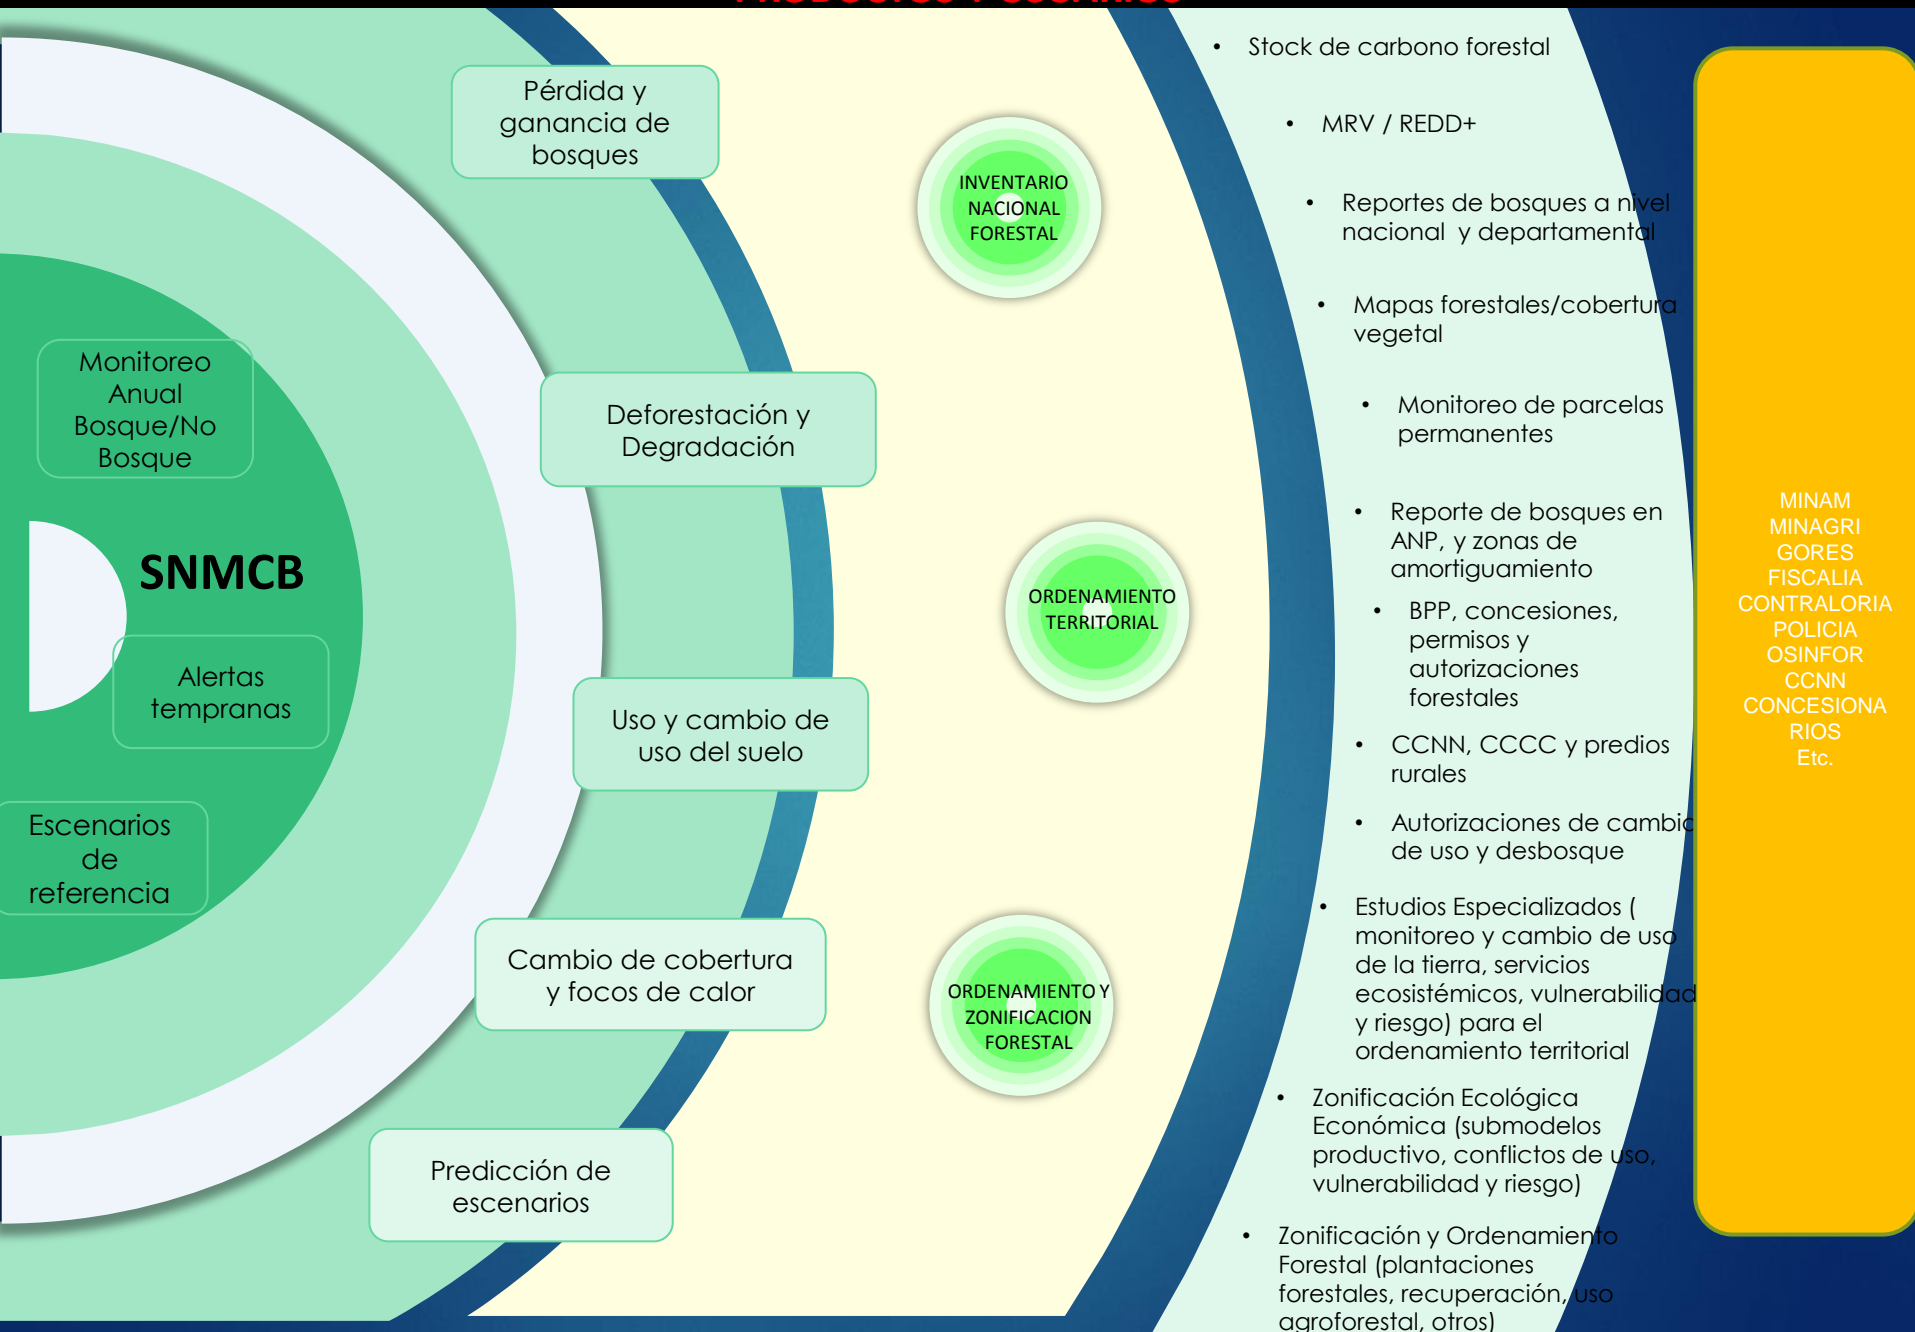 PRODUCTOS Y USUARIOS
Monitoreo
Anual
Bosque/No
Bosque
SNMCB
Alertas
tempranas
Escenarios
de
referencia
Pérdida y
ganancia de
bosques
Deforestación y
Degradación
Uso y cambio de
uso del suelo
Cambio de cobertura
y focos de calor
Predicción de
escenarios
INVENTARIO
NACIONAL
FORESTAL
ORDENAMIENTO
TERRITORIAL
ORDENAMIENTO Y
ZONIFICACION
FORESTAL
• Stock de carbono forestal
• MRV / REDD+
• Reportes de bosques a nivel
nacional y departamental
• Mapas forestales/cobertura
vegetal
• Monitoreo de parcelas
permanentes
• Reporte de bosques en
ANP, y zonas de
amortiguamiento
• BPP, concesiones,
permisos y
autorizaciones
forestales
• CCNN, CCCC y predios
rurales
• Autorizaciones de cambio
de uso y desbosque
• Estudios Especializados (
monitoreo y cambio de uso
de la tierra, servicios
ecosistémicos, vulnerabilidad
y riesgo) para el
ordenamiento territorial
• Zonificación Ecológica
Económica (submodelos
productivo, conflictos de uso,
vulnerabilidad y riesgo)
• Zonificación y Ordenamiento
Forestal (plantaciones
forestales, recuperación, uso
agroforestal, otros)
MINAM
MINAGRI
GORES
FISCALIA
CONTRALORIA
POLICIA
OSINFOR
CCNN
CONCESIONA
RIOS
Etc.